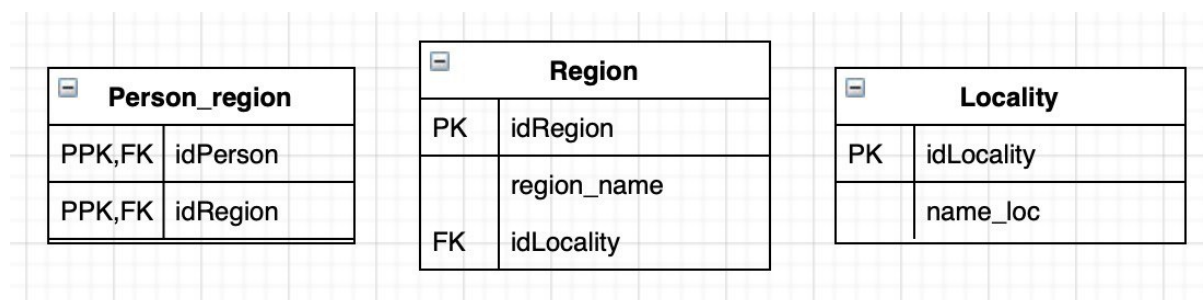 Person_region
PPK,FK idPerson
PPK,FK idRegion
Region
PK idRegion
region_name
FK idLocality
Locality
PK idLocality
name_loc